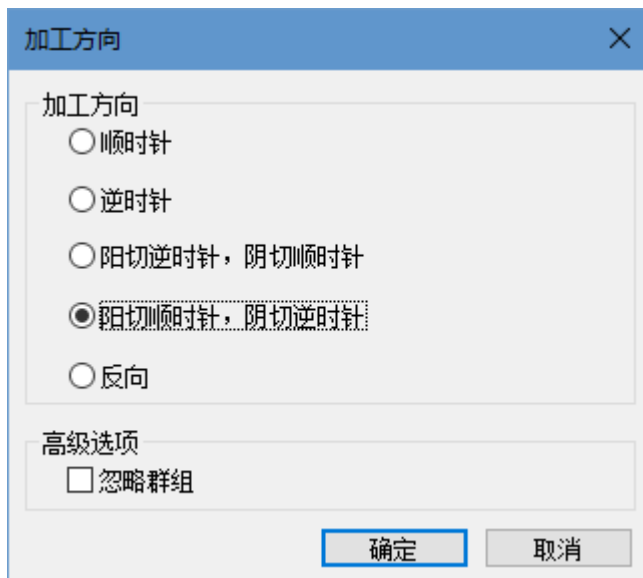 加工方向
加工方向
顺时针
逆时针
阳切逆时针，阴切顺时针
阳切顺时针，阴切逆时针
反向
高级选项
忽略群组
确定
取消